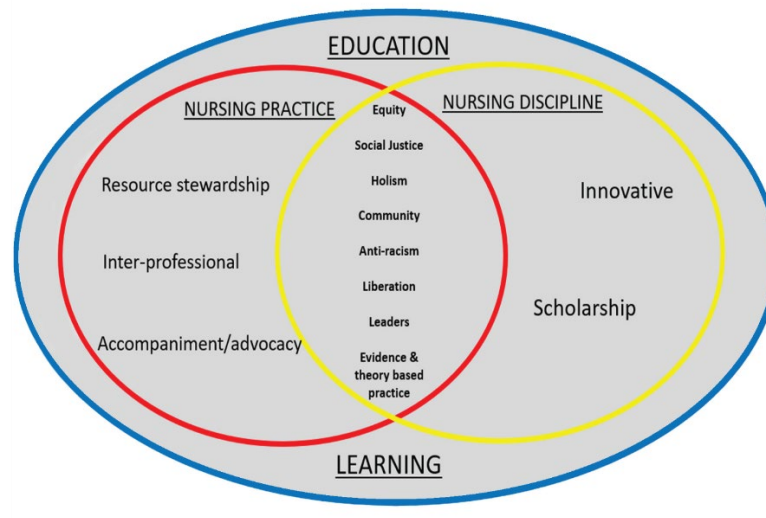 EDUCATION
NURSING PRACTICE
NURSING DISCIPLINE
Resource stewardship
Inter-professional
Accompaniment/advocacy
Equity
Social Justice
Holism
Community
Anti-racism
Liberation
Leaders
Evidence &
theory based
practice
Innovative
Scholarship
LEARNING